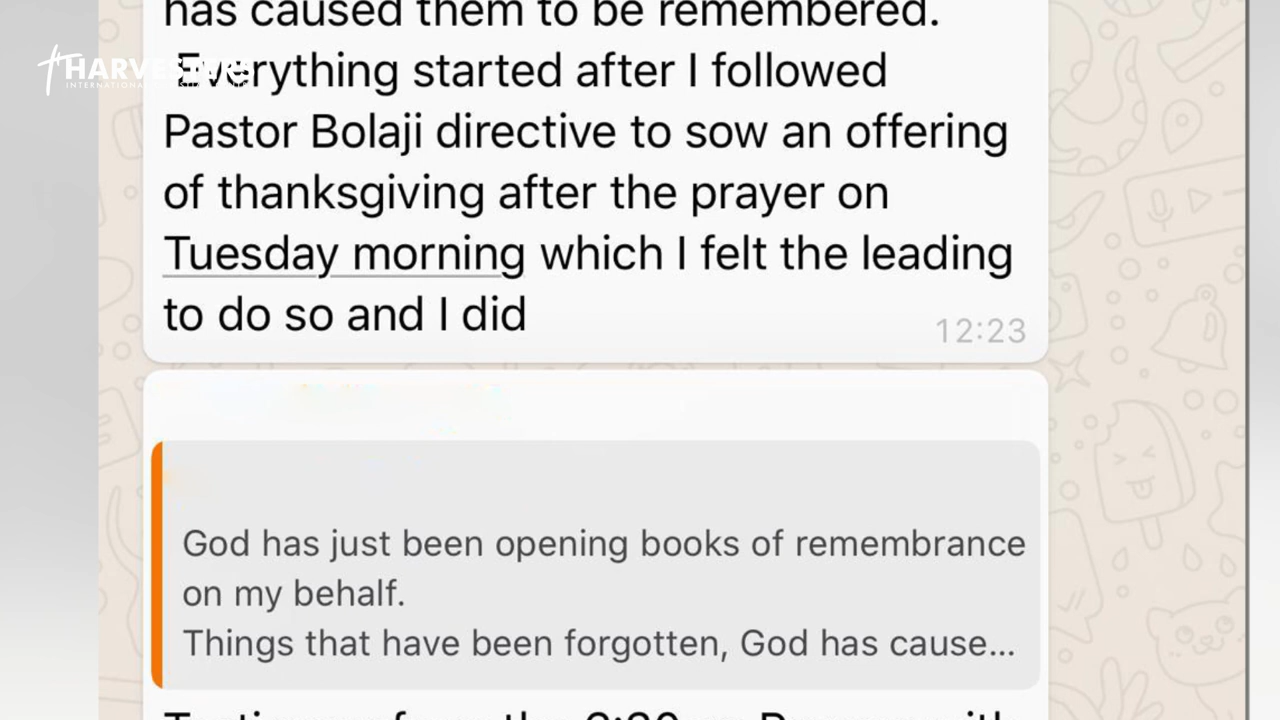 has caused them to be remembered.
HARVESTERS
INTERNATIONAL
Everything started after I followed
Pastor Bolaji directive to sow an offering
of thanksgiving after the prayer on
Tuesday morning which I felt the leading
to do so and I did
12:23
God has just been opening books of remembrance
on my behalf.
Things that have been forgotten, God has cause...